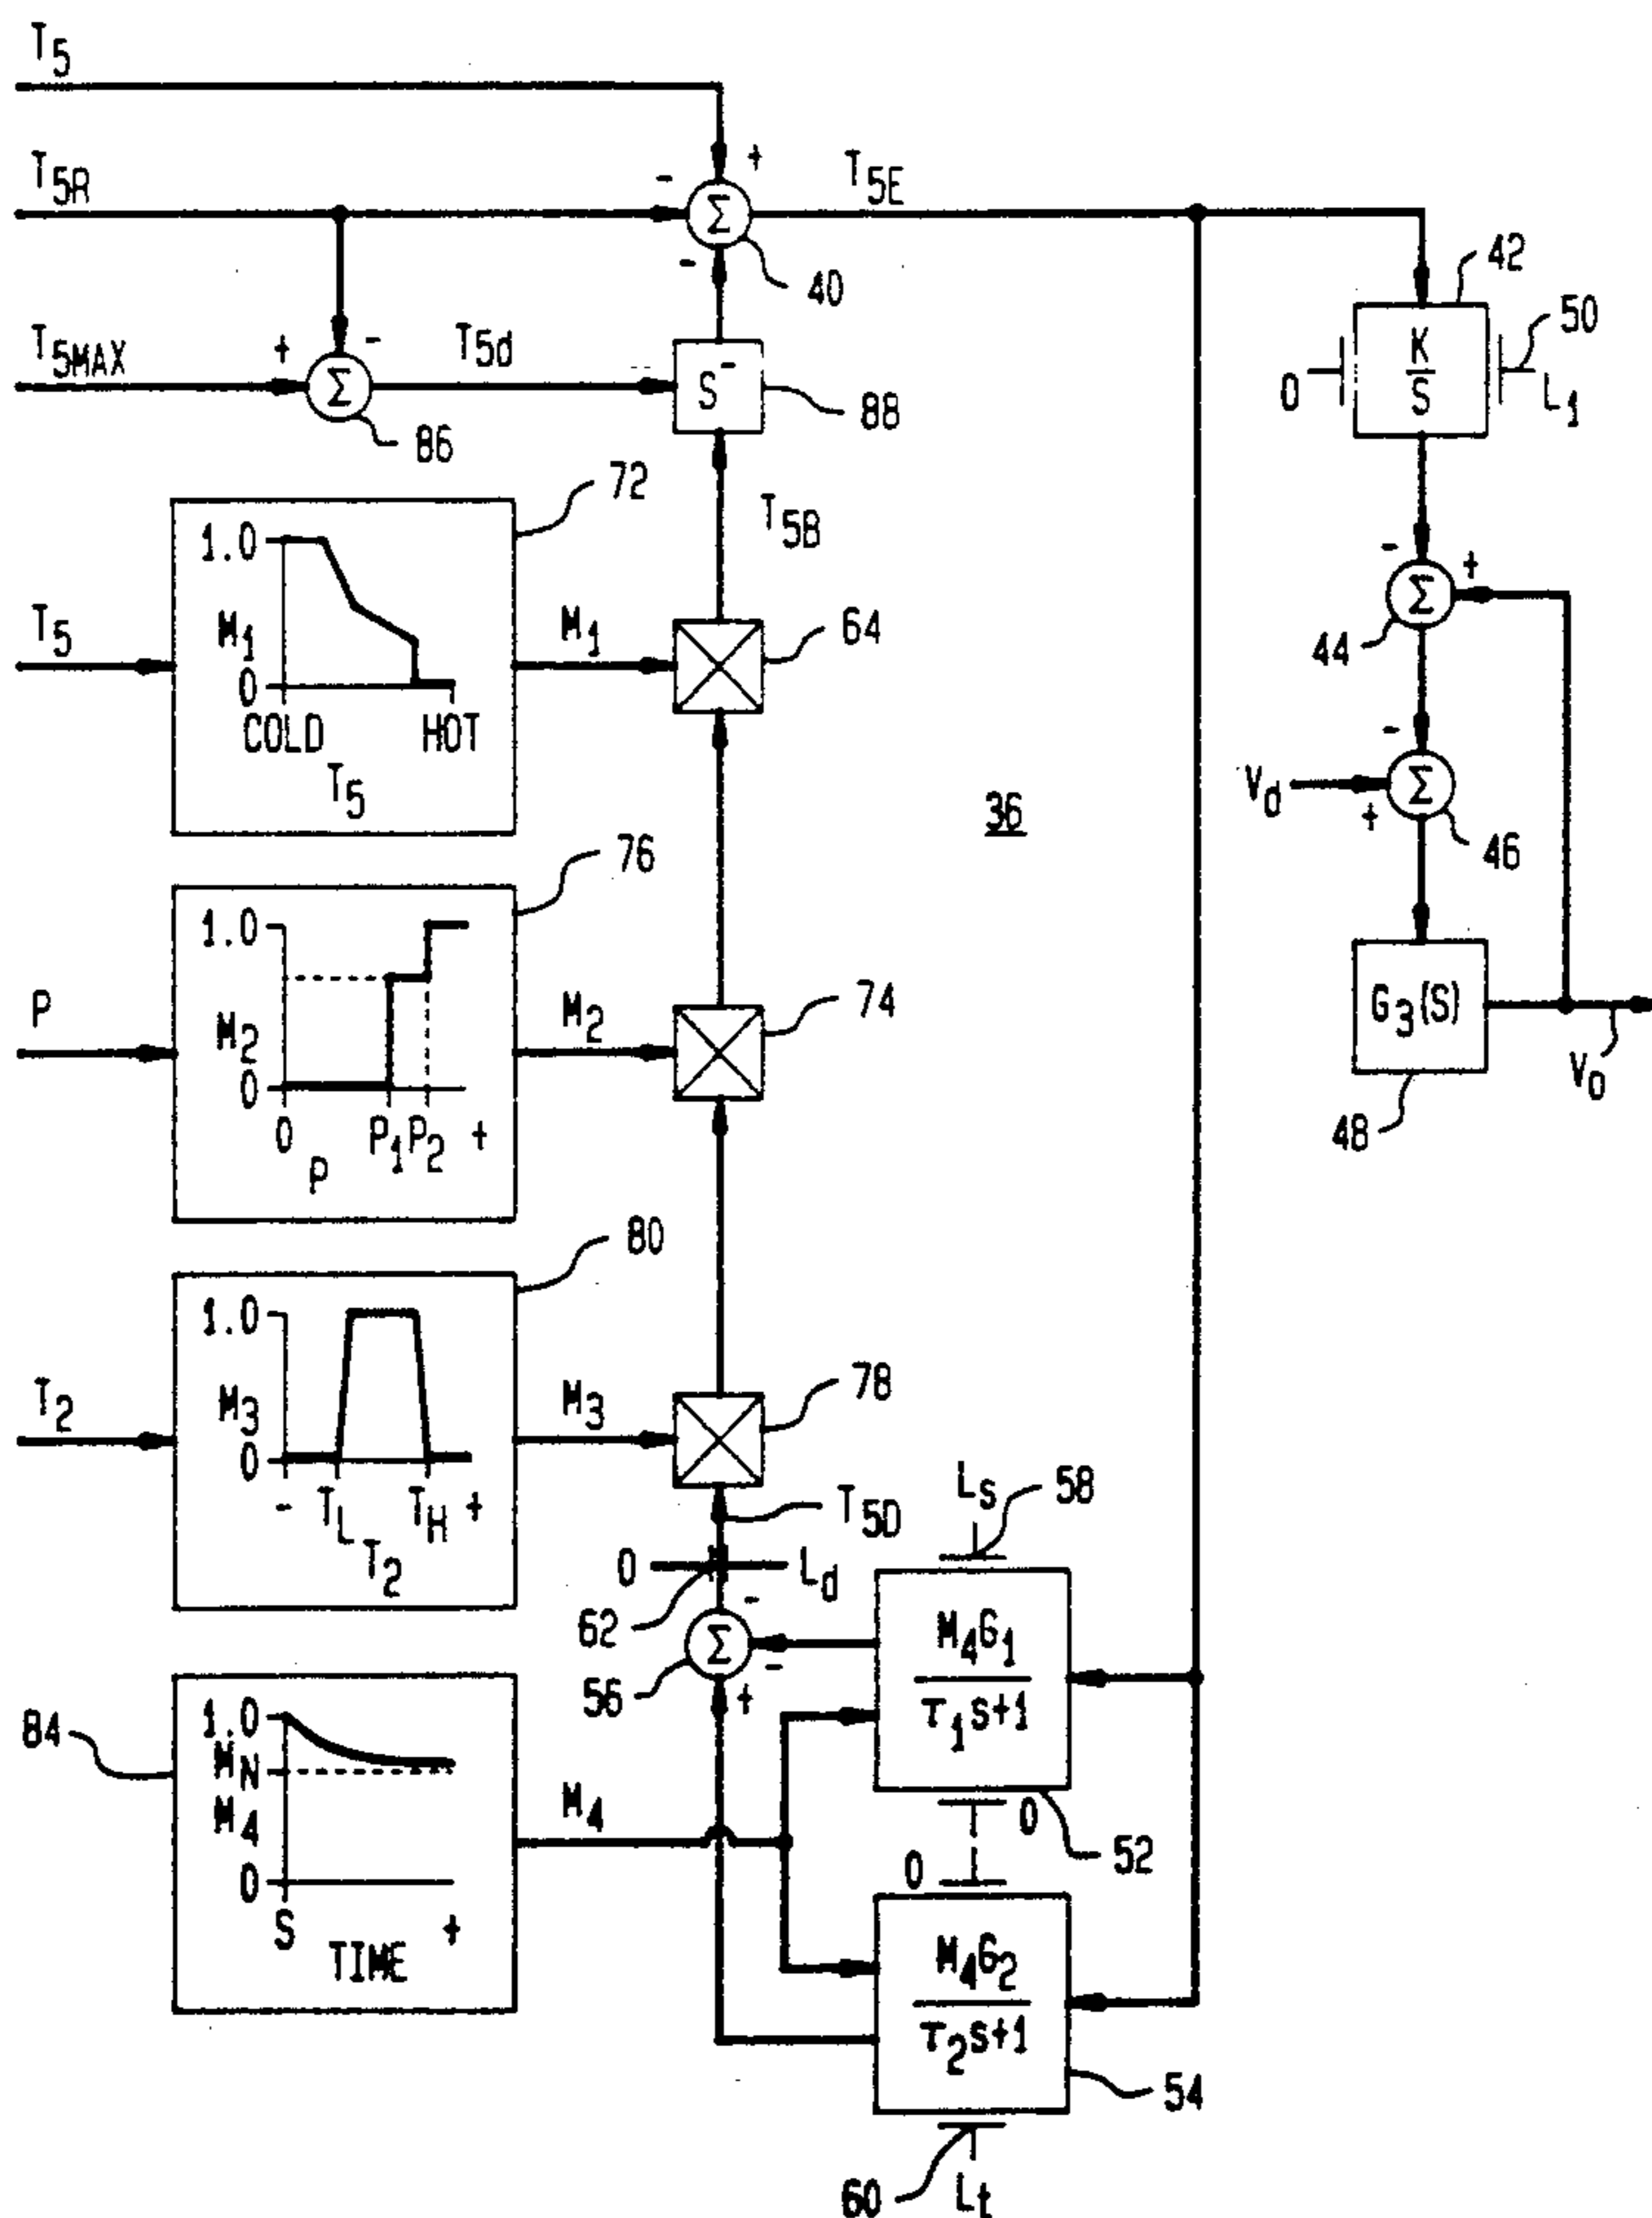 T5
T5R
- +
T5E
Σ
42
- 40
50
K/S
0
L1
T5MAX
+ -
T5d
Σ
S-
88
86
72
T5B
1.0
M1
0
COLD HOT
T5
T5
M1
64
- +
Σ
44
-
Vd
+
Σ
46
36
76
1.0
M2
0
0 P1 P2 +
P
P
M2
74
G3(S)
Vo
48
80
1.0
M3
0
- TL TH +
T2
T2
M3
78
T5D
Ls 58
0 Ld
62
-
Σ
-
56
+
M4G1
τ1s+1
84
1.0
MN
M4
0
S +
TIME
M4
0
52
0
M4G2
τ2s+1
54
60 Lt